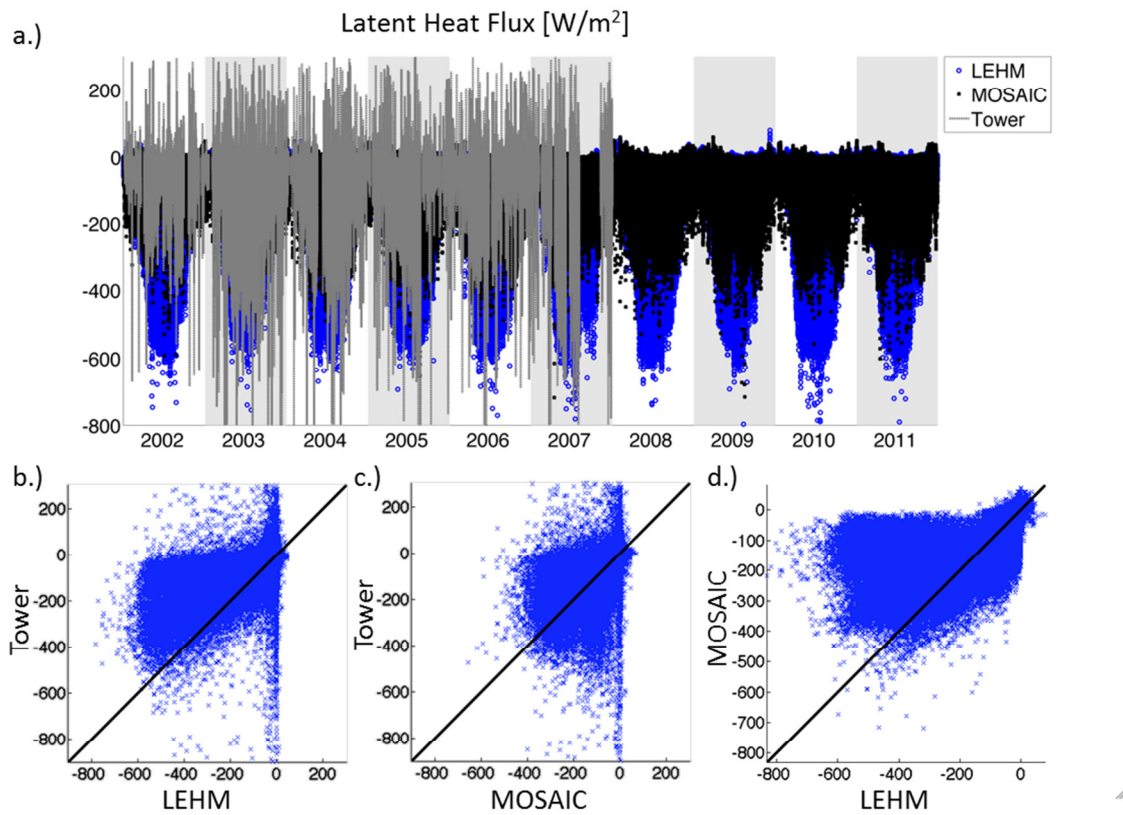 Latent Heat Flux [W/m²]
a.)
LEHM
MOSAIC
Tower
200
0
-200
-400
-600
-800
2002 2003 2004 2005 2006 2007 2008 2009 2010 2011
b.)
Tower
200
0
-200
-400
-600
-800
-800 -600 -400 -200 0 200
LEHM
c.)
Tower
200
0
-200
-400
-600
-800
-800 -600 -400 -200 0 200
MOSAIC
d.)
MOSAIC
0
-100
-200
-300
-400
-500
-600
-700
-800
-800 -600 -400 -200 0
LEHM